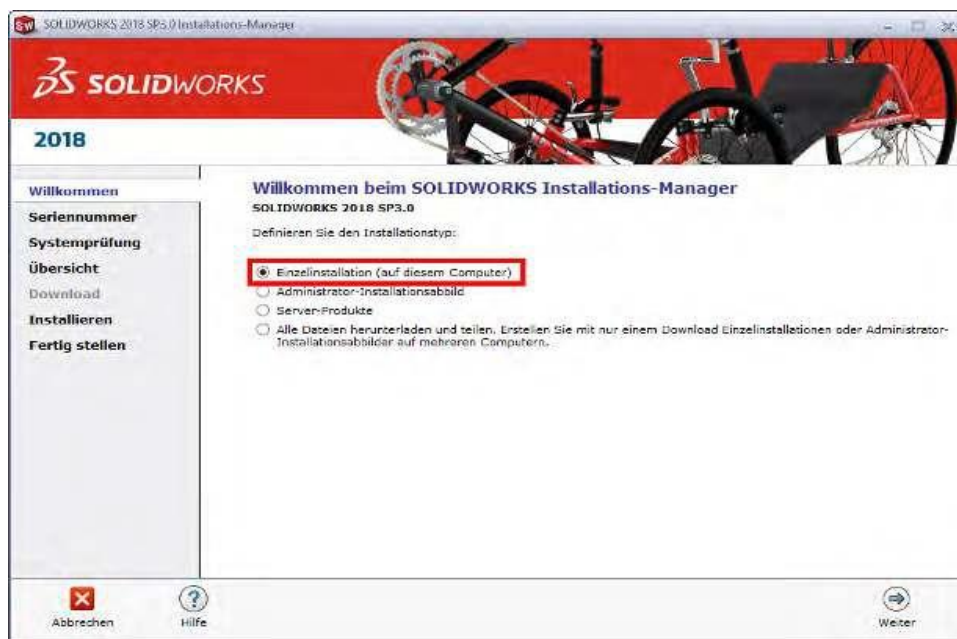 SOLIDWORKS 2018 SP3.0 Installations-Manager
SOLIDWORKS
2018
Willkommen
Seriennummer
Systemprüfung
Übersicht
Download
Installieren
Fertig stellen
Willkommen beim SOLIDWORKS Installations-Manager
SOLIDWORKS 2018 SP3.0
Definieren Sie den Installationstyp:
Einzelinstallation (auf diesem Computer)
Administrator-Installationsabbild
Server-Produkte
Alle Dateien herunterladen und teilen. Erstellen Sie mit nur einem Download Einzelinstallationen oder Administrator-
Installationsabbilder auf mehreren Computern.
Abbrechen
Hilfe
Weiter